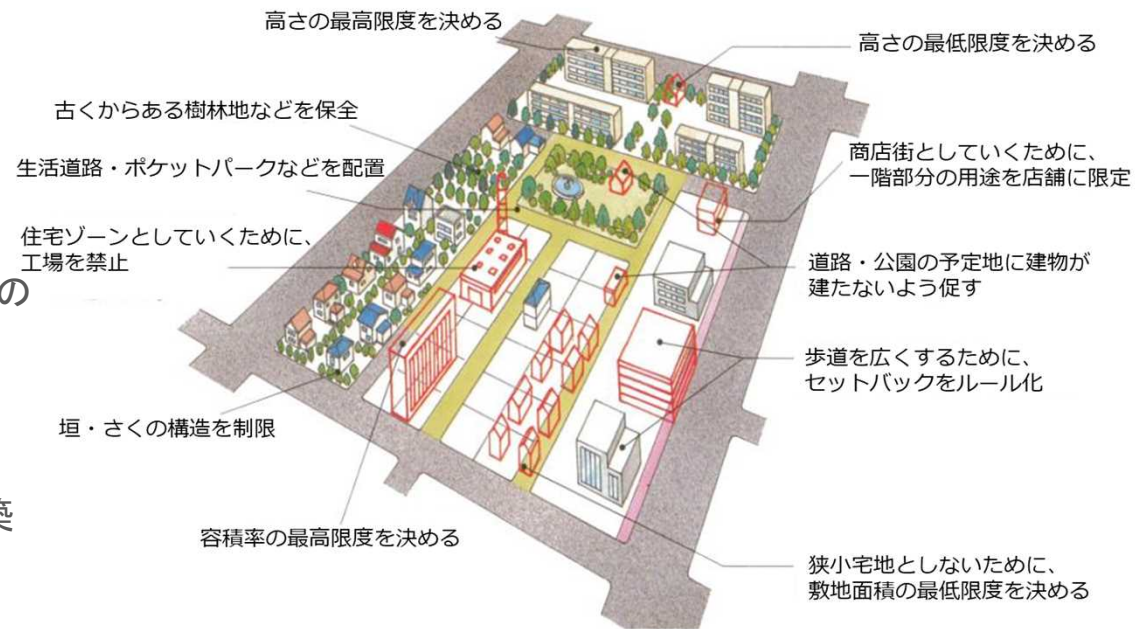 高さの最高限度を決める
高さの最低限度を決める
古くからある樹林地などを保全
生活道路・ポケットパークなどを配置
商店街としていくために、
一階部分の用途を店舗に限定
住宅ゾーンとしていくために、
工場を禁止
の
道路・公園の予定地に建物が
建たないよう促す
歩道を広くするために、
セットバックをルール化
垣・さくの構造を制限
築
容積率の最高限度を決める
狭小宅地としないために、
敷地面積の最低限度を決める